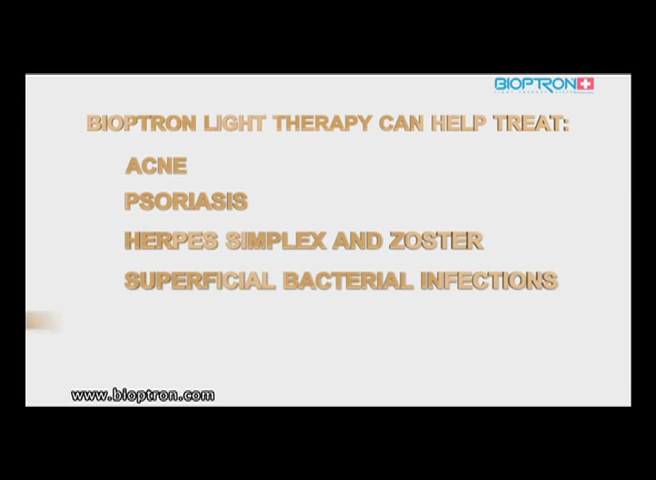 BIOPTRON
BIOPTRON LIGHT THERAPY CAN HELP TREAT:
ACNE
PSORIASIS
HERPES SIMPLEX AND ZOSTER
SUPERFICIAL BACTERIAL INFECTIONS
www.bioptron.com